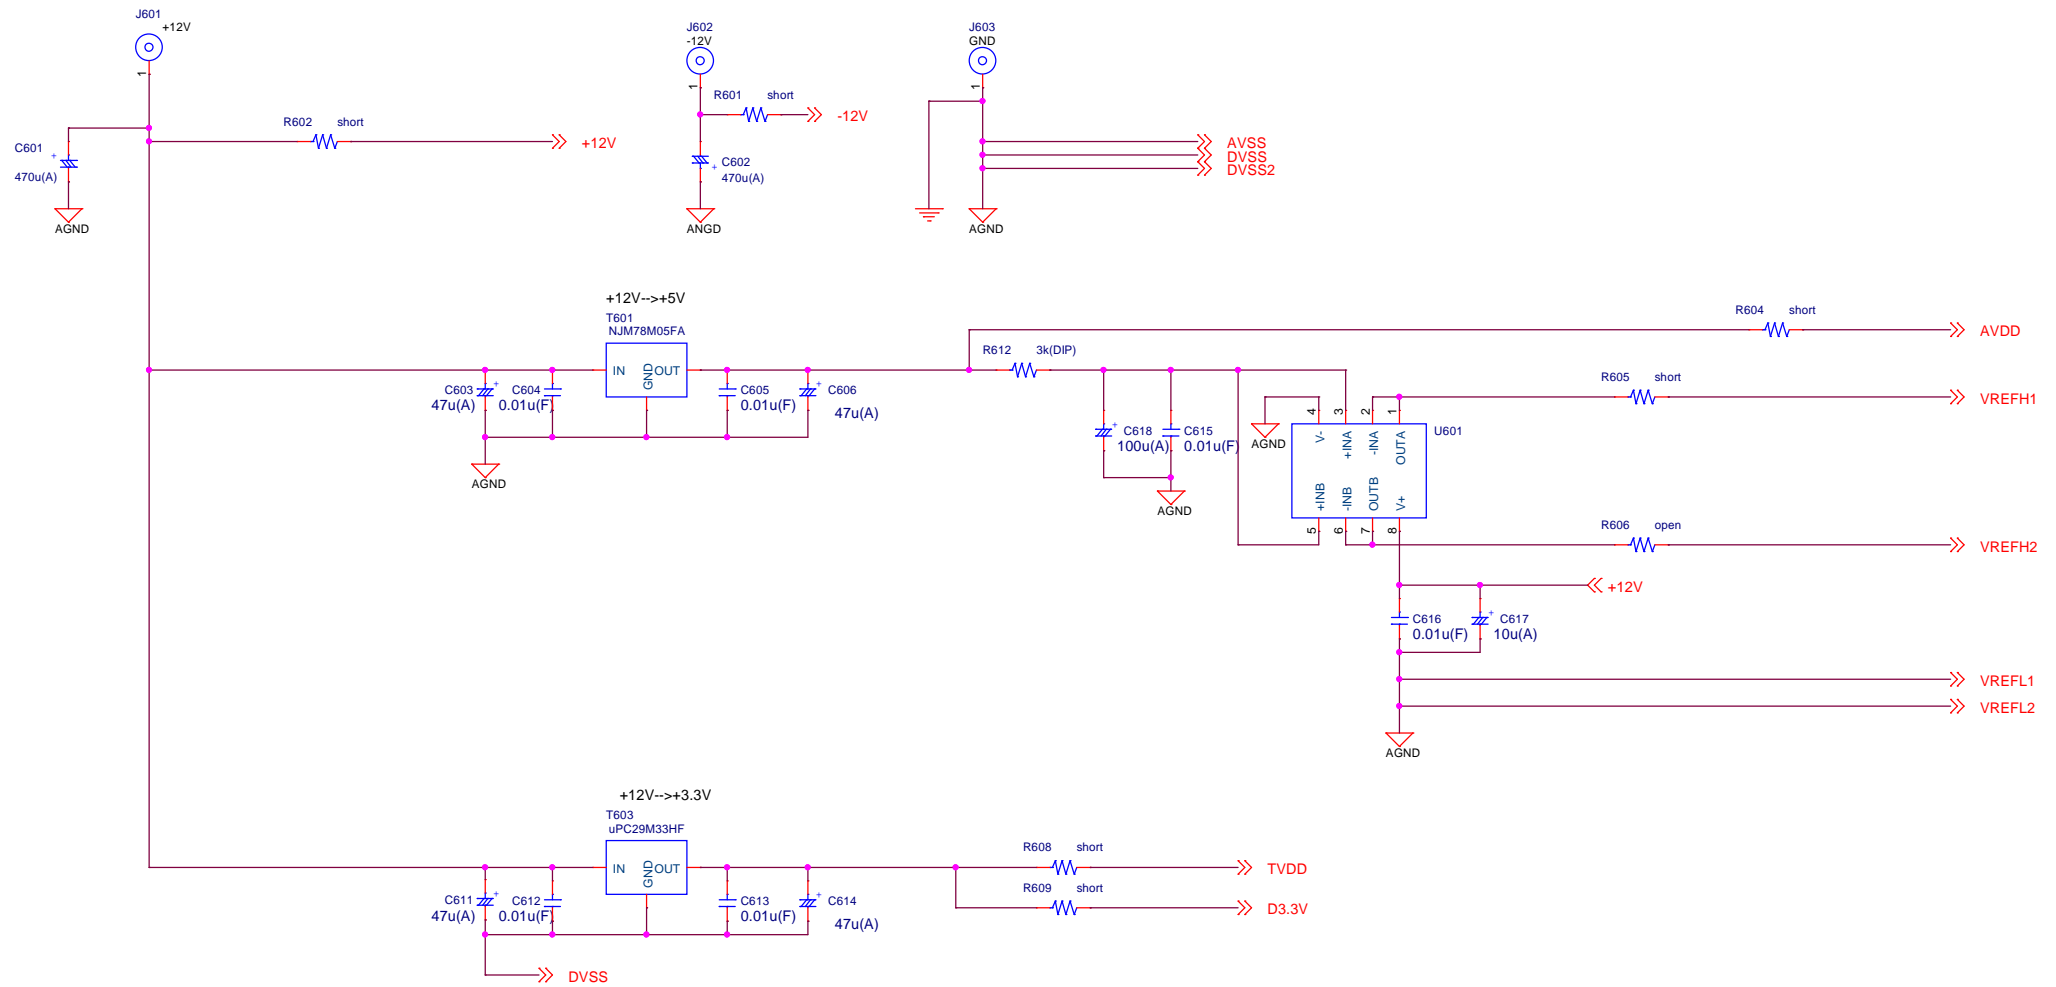 J601
+12V
1
J602
-12V
1
J603
GND
1
R601 short
-12V
R602 short
+12V
C601
+
470u(A)
AGND
+
C602
470u(A)
ANGD
AVSS
DVSS
DVSS2
AGND
+12V-->+5V
T601
NJM78M05FA
IN GND OUT
C603
+
47u(A)
C604
0.01u(F)
C605
0.01u(F)
+
C606
47u(A)
AGND
R604 short
AVDD
R612 3k(DIP)
R605 short
VREFH1
+
C618
100u(A)
C615
0.01u(F)
AGND
AGND
4 3 2 1
U601
V- +INA -INA OUTA
+INB -INB OUTB V+
5 6 7 8
R606 open
VREFH2
+12V
C616
0.01u(F)
+
C617
10u(A)
VREFL1
VREFL2
AGND
+12V-->+3.3V
T603
uPC29M33HF
IN GND OUT
C611
+
47u(A)
C612
0.01u(F)
C613
0.01u(F)
+
C614
47u(A)
R608 short
TVDD
R609 short
D3.3V
DVSS